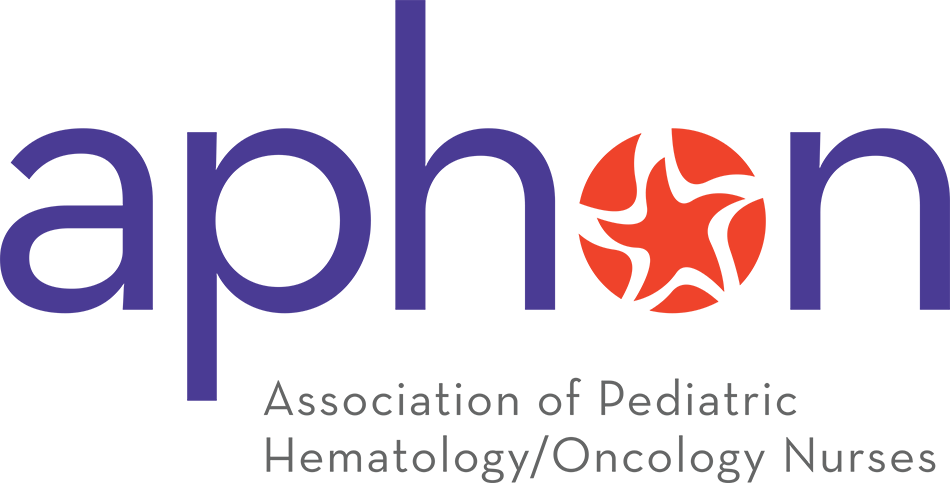 aphon
Association of Pediatric
Hematology/Oncology Nurses